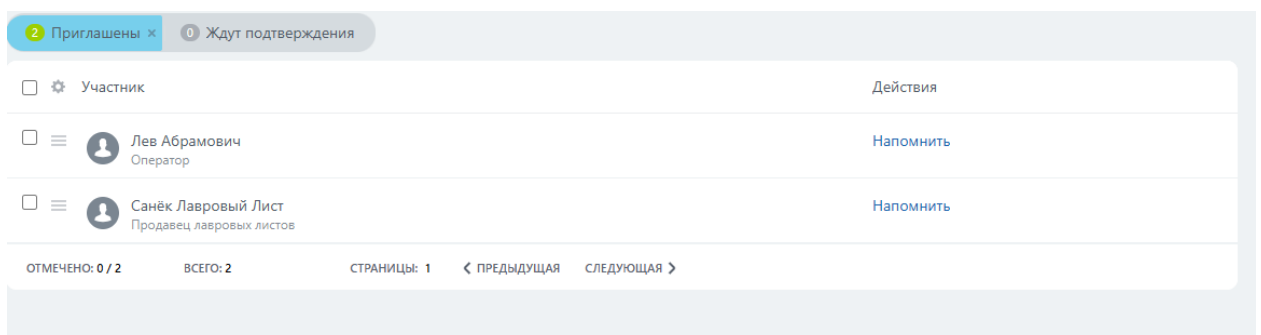 2 Приглашены × 0 Ждут подтверждения
Участник Действия
Лев Абрамович Напомнить
Оператор
Санёк Лавровый Лист Напомнить
Продавец лавровых листов
ОТМЕЧЕНО: 0 / 2 ВСЕГО: 2 СТРАНИЦЫ: 1 ПРЕДЫДУЩАЯ СЛЕДУЮЩАЯ